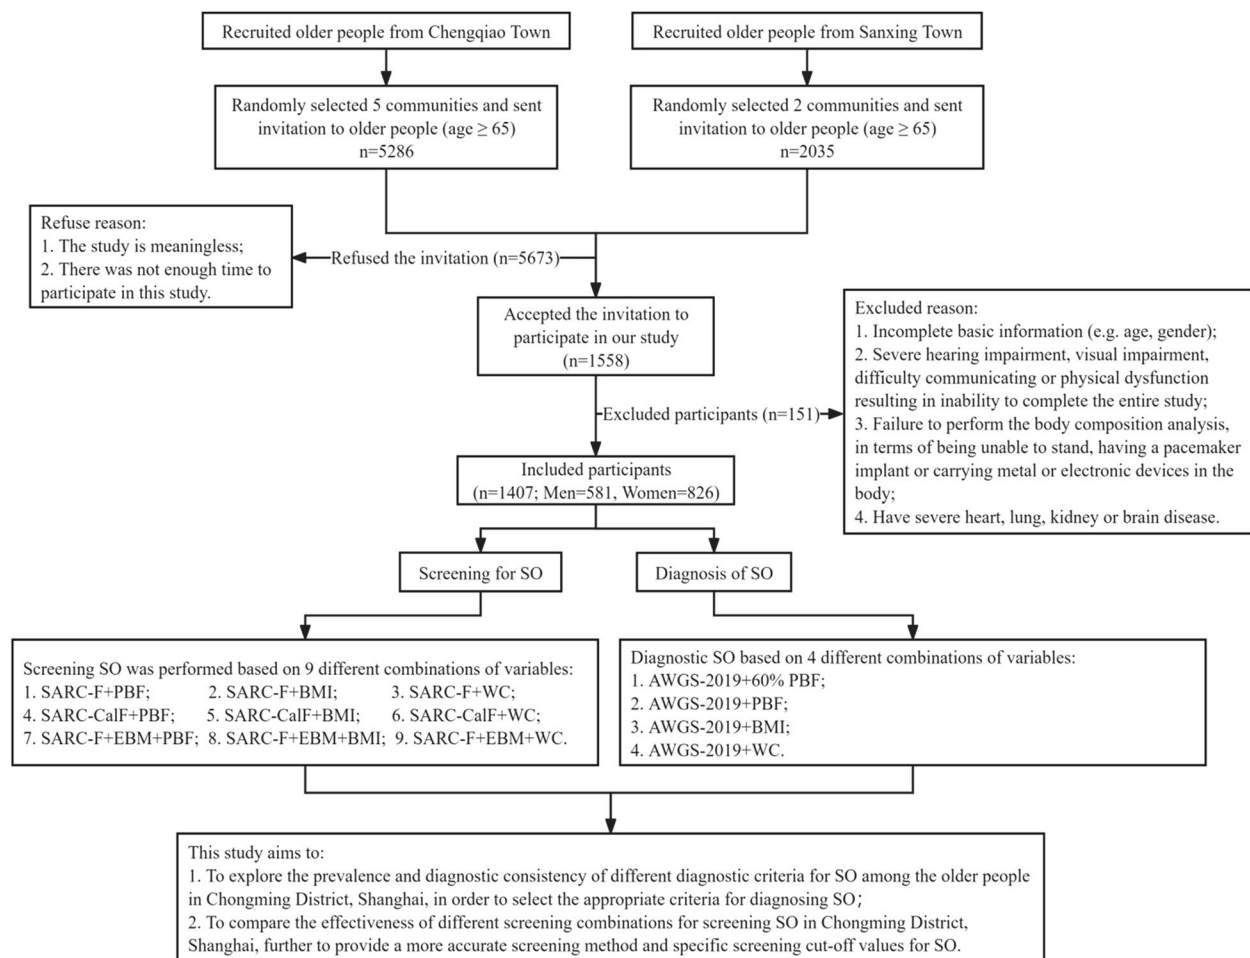 Recruited older people from Chengqiao Town
Recruited older people from Sanxing Town
Randomly selected 5 communities and sent
invitation to older people (age ≥ 65)
n=5286
Randomly selected 2 communities and sent
invitation to older people (age ≥ 65)
n=2035
Refuse reason:
1. The study is meaningless;
2. There was not enough time to
participate in this study.
Refused the invitation (n=5673)
Accepted the invitation to
participate in our study
(n=1558)
Excluded participants (n=151)
Excluded reason:
1. Incomplete basic information (e.g. age, gender);
2. Severe hearing impairment, visual impairment,
difficulty communicating or physical dysfunction
resulting in inability to complete the entire study;
3. Failure to perform the body composition analysis,
in terms of being unable to stand, having a pacemaker
implant or carrying metal or electronic devices in the
body;
4. Have severe heart, lung, kidney or brain disease.
Included participants
(n=1407; Men=581, Women=826)
Screening for SO
Diagnosis of SO
Screening SO was performed based on 9 different combinations of variables:
1. SARC-F+PBF; 2. SARC-F+BMI; 3. SARC-F+WC;
4. SARC-CalF+PBF; 5. SARC-CalF+BMI; 6. SARC-CalF+WC;
7. SARC-F+EBM+PBF; 8. SARC-F+EBM+BMI; 9. SARC-F+EBM+WC.
Diagnostic SO based on 4 different combinations of variables:
1. AWGS-2019+60% PBF;
2. AWGS-2019+PBF;
3. AWGS-2019+BMI;
4. AWGS-2019+WC.
This study aims to:
1. To explore the prevalence and diagnostic consistency of different diagnostic criteria for SO among the older people
in Chongming District, Shanghai, in order to select the appropriate criteria for diagnosing SO;
2. To compare the effectiveness of different screening combinations for screening SO in Chongming District,
Shanghai, further to provide a more accurate screening method and specific screening cut-off values for SO.